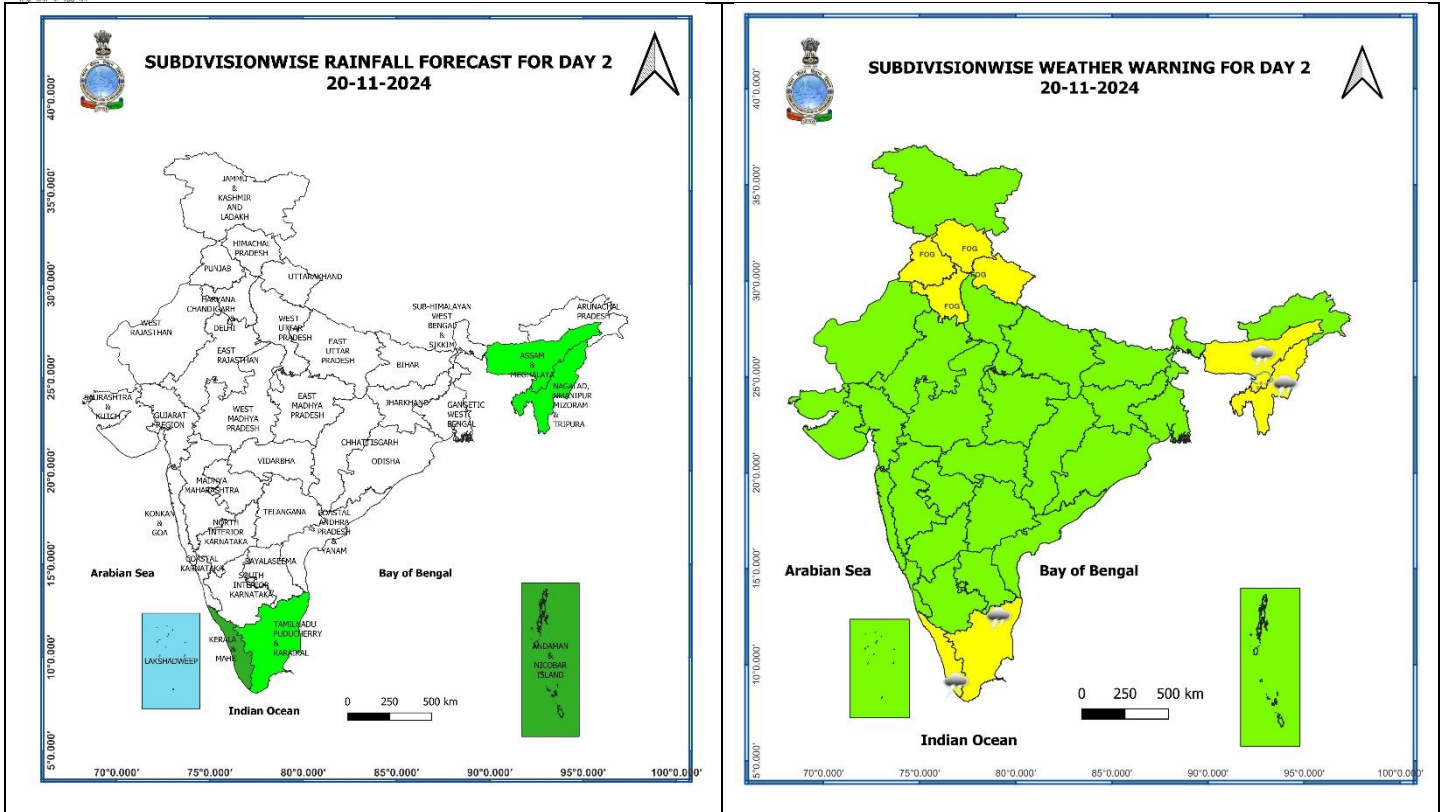 SUBDIVISIONWISE RAINFALL FORECAST FOR DAY 2
20-11-2024
40°0.000'
35°0.000'
30°0.000'
25°0.000'
20°0.000'
15°0.000'
10°0.000'
5°0.000'
JAMMU
&
KASHMIR
AND
LADAKH
HIMACHAL
PRADESH
PUNJAB
UTTARAKHAND
HARYANA
CHANDIGARH
&
DELHI
WEST
RAJASTHAN
WEST
UTTAR
PRADESH
EAST
RAJASTHAN
EAST
UTTAR
PRADESH
SUB-HIMALAYAN
WEST
BENGAL
&
SIKKIM
ARUNACHAL
PRADESH
BIHAR
ASSAM
&
MEGHALAYA
SAURASHTRA
&
KUTCH
GUJARAT
REGION
WEST
MADHYA
PRADESH
EAST
MADHYA
PRADESH
JHARKHAND
GANGETIC
WEST
BENGAL
MANIPUR
MIZORAM
&
TRIPURA
CHHATTISGARH
VIDARBHA
ODISHA
MADHYA
MAHARASHTRA
KONKAN
&
GOA
NORTH
INTERIOR
KARNATAKA
TELANGANA
COASTAL
ANDHRA
PRADESH
&
YANAM
COASTAL
KARNATAKA
RAYALASEEMA
SOUTH
INTERIOR
KARNATAKA
Arabian Sea
Bay of Bengal
LAKSHADWEEP
KERALA
&
MAHE
TAMILNADU
PUDUCHERRY
&
KARAIKAL
ANDAMAN
&
NICOBAR
ISLAND
0 250 500 km
Indian Ocean
70°0.000' 75°0.000' 80°0.000' 85°0.000' 90°0.000' 95°0.000' 100°0.000'
SUBDIVISIONWISE WEATHER WARNING FOR DAY 2
20-11-2024
40°0.000'
35°0.000'
30°0.000'
25°0.000'
20°0.000'
15°0.000'
10°0.000'
5°0.000'
FOG
FOG
FOG
FOG
Arabian Sea
Bay of Bengal
0 250 500 km
Indian Ocean
70°0.000' 75°0.000' 80°0.000' 85°0.000' 90°0.000' 95°0.000' 100°0.000'